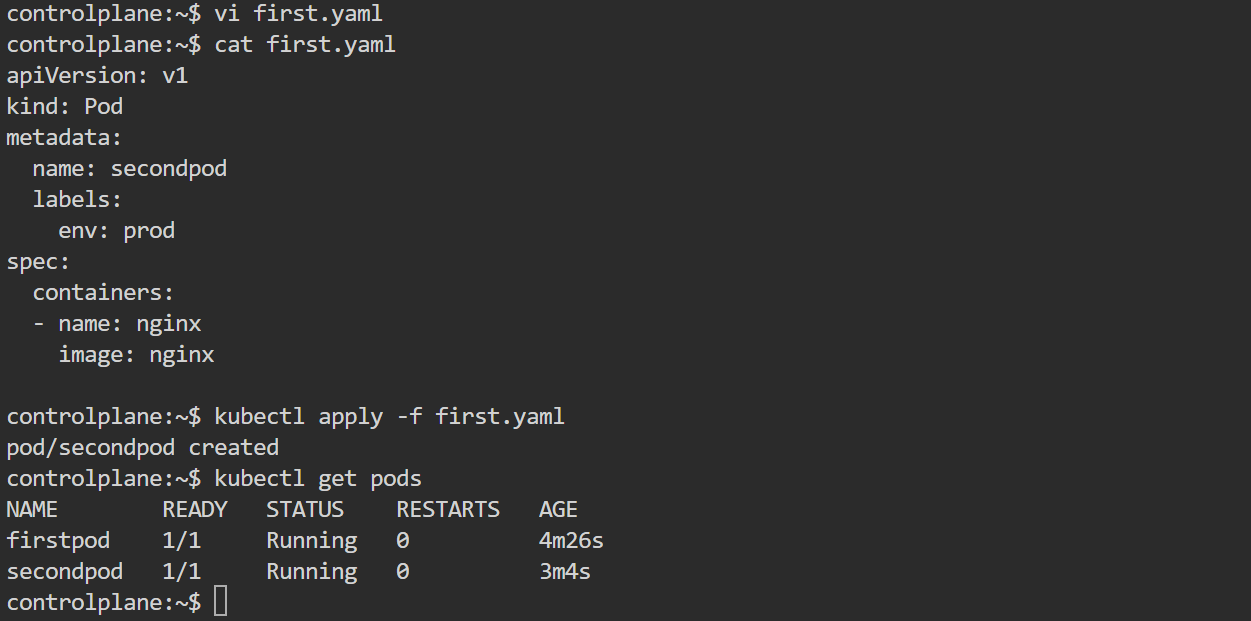 controlplane:~$ vi first.yaml
controlplane:~$ cat first.yaml
apiVersion: v1
kind: Pod
metadata:
  name: secondpod
  labels:
    env: prod
spec:
  containers:
  - name: nginx
    image: nginx

controlplane:~$ kubectl apply -f first.yaml
pod/secondpod created
controlplane:~$ kubectl get pods
NAME        READY   STATUS    RESTARTS   AGE
firstpod    1/1     Running   0          4m26s
secondpod   1/1     Running   0          3m4s
controlplane:~$